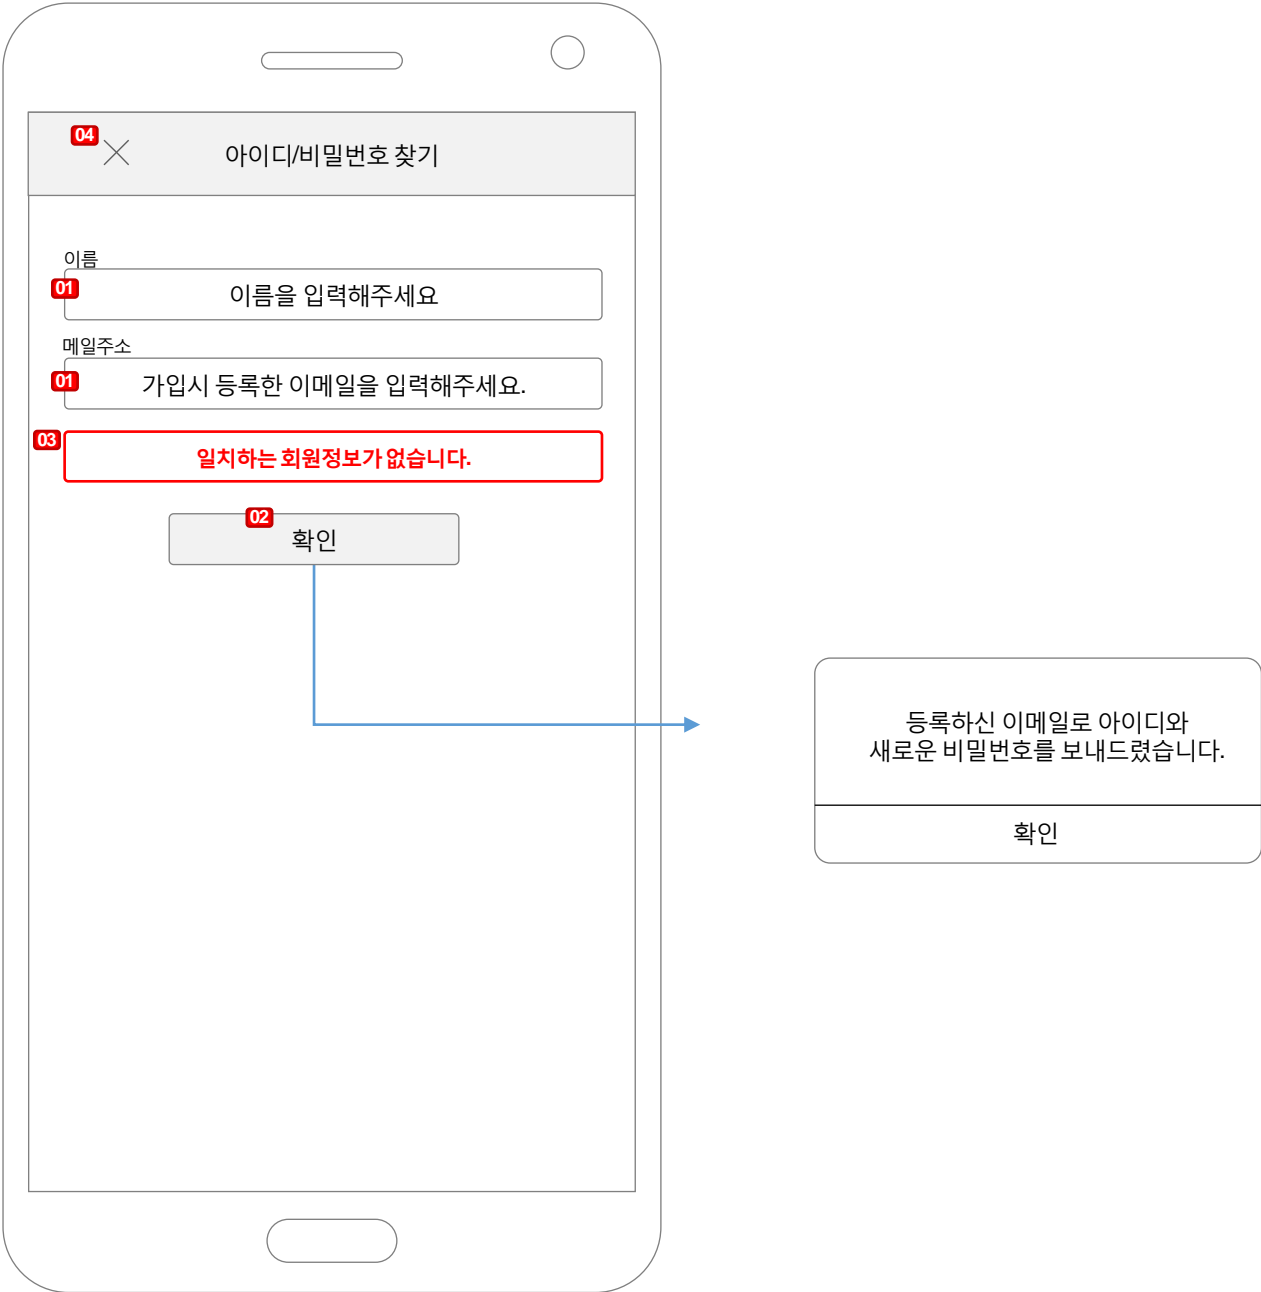 04
아이디/비밀번호 찾기
이름
01
이름을 입력해주세요
메일주소
01
가입시 등록한 이메일을 입력해주세요.
03
일치하는 회원정보가 없습니다.
02
확인
등록하신 이메일로 아이디와
새로운 비밀번호를 보내드렸습니다.
확인